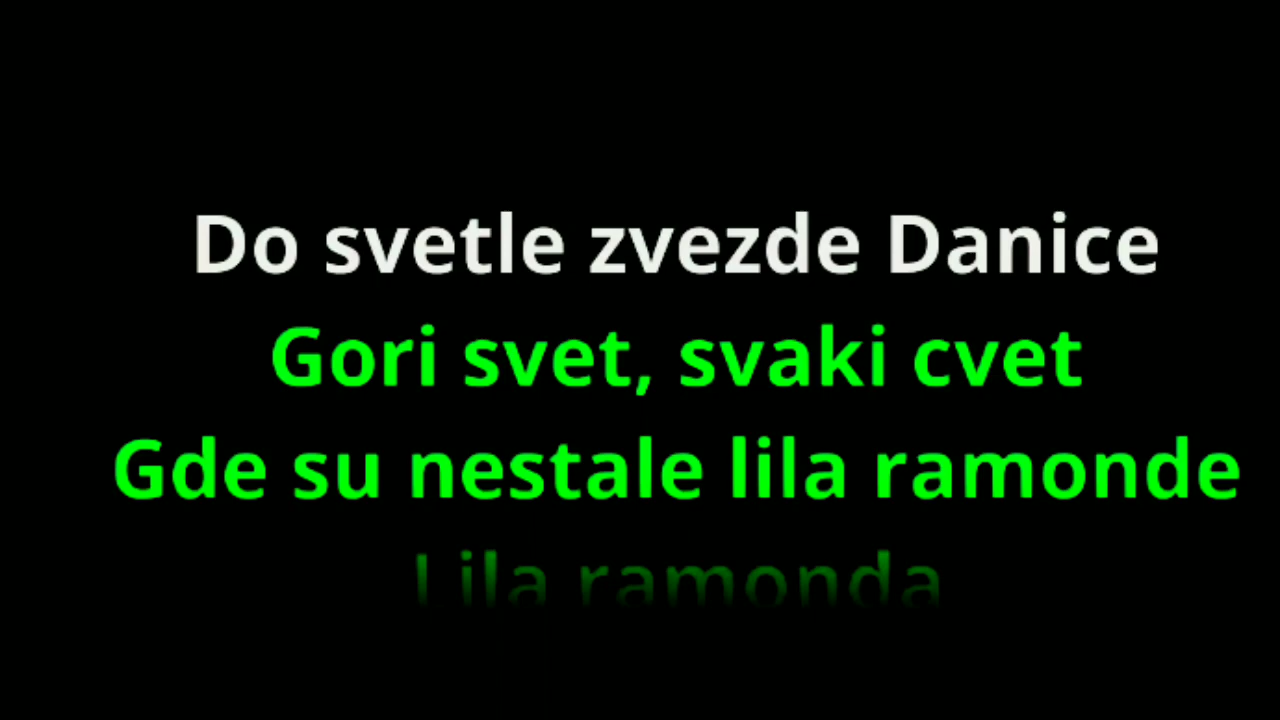 Do svetle zvezde Danice
Gori svet, svaki cvet
Gde su nestale lila ramonde
Lila ramonda